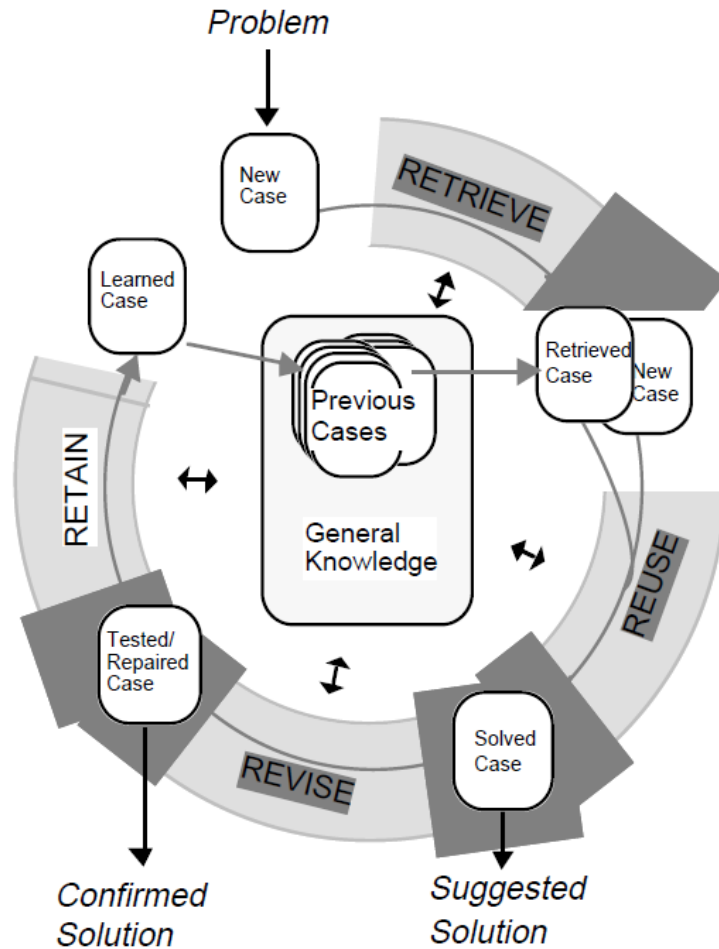 Problem
New
Case
RETRIEVE
Learned
Case
Retrieved
Case
New
Case
Previous
Cases
RETAIN
General
Knowledge
REUSE
Tested/
Repaired
Case
Solved
Case
REVISE
Confirmed
Solution
Suggested
Solution